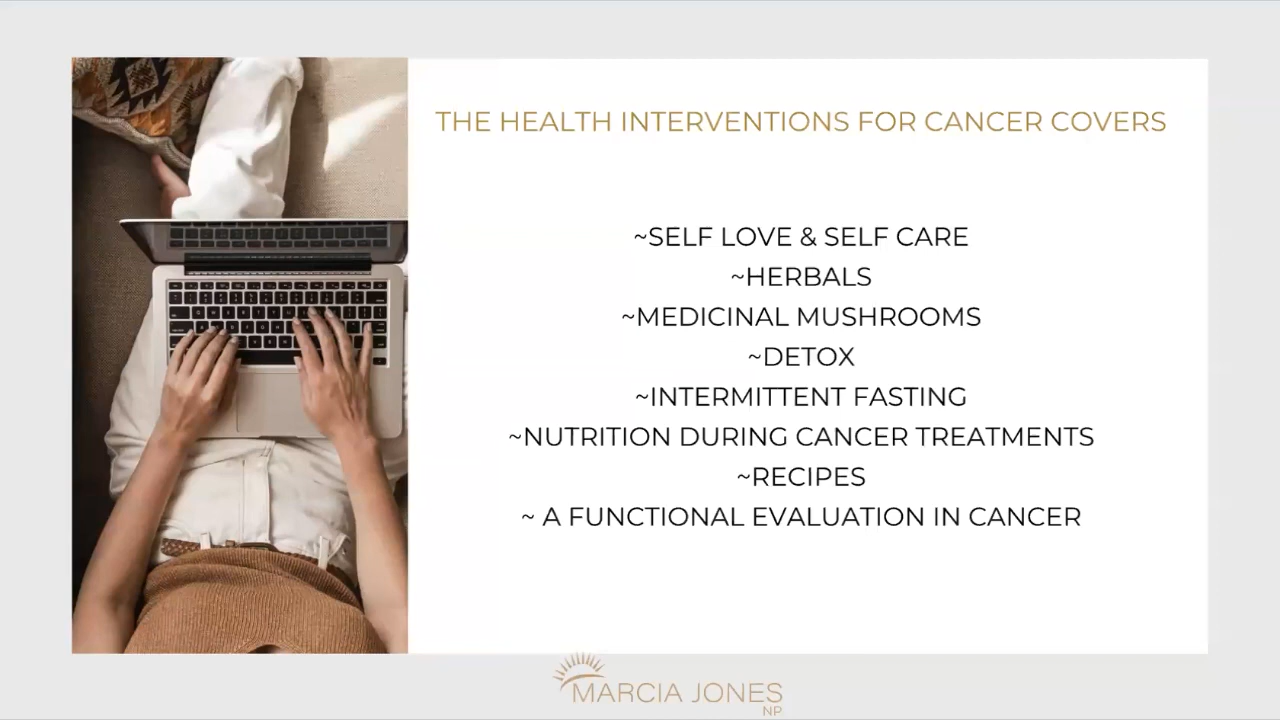 THE HEALTH INTERVENTIONS FOR CANCER COVERS
~SELF LOVE & SELF CARE
~HERBALS
~MEDICINAL MUSHROOMS
~DETOX
~INTERMITTENT FASTING
~NUTRITION DURING CANCER TREATMENTS
~RECIPES
~ A FUNCTIONAL EVALUATION IN CANCER
MARCIA JONES
NP